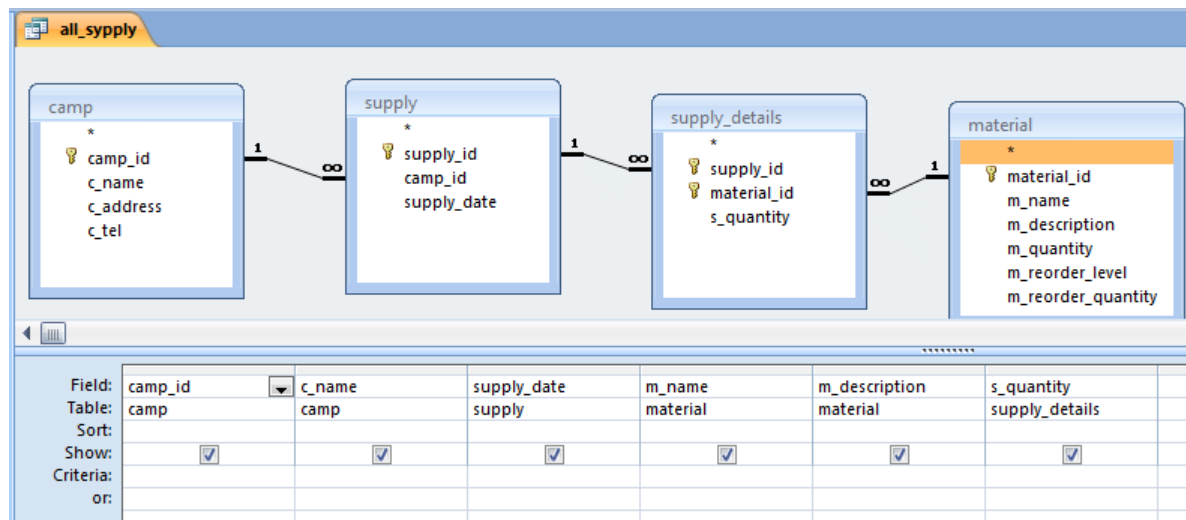 all_sypply
camp
*
camp_id
c_name
c_address
c_tel
1
∞
supply
*
supply_id
camp_id
supply_date
1
∞
supply_details
*
supply_id
material_id
s_quantity
∞
1
material
*
material_id
m_name
m_description
m_quantity
m_reorder_level
m_reorder_quantity
Field: camp_id c_name supply_date m_name m_description s_quantity
Table: camp camp supply material material supply_details
Sort:
Show:
Criteria:
or: